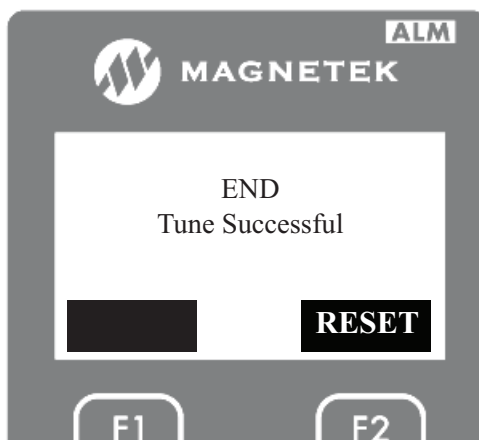 ALM
MAGNETEK
END
Tune Successful
RESET
F1 F2